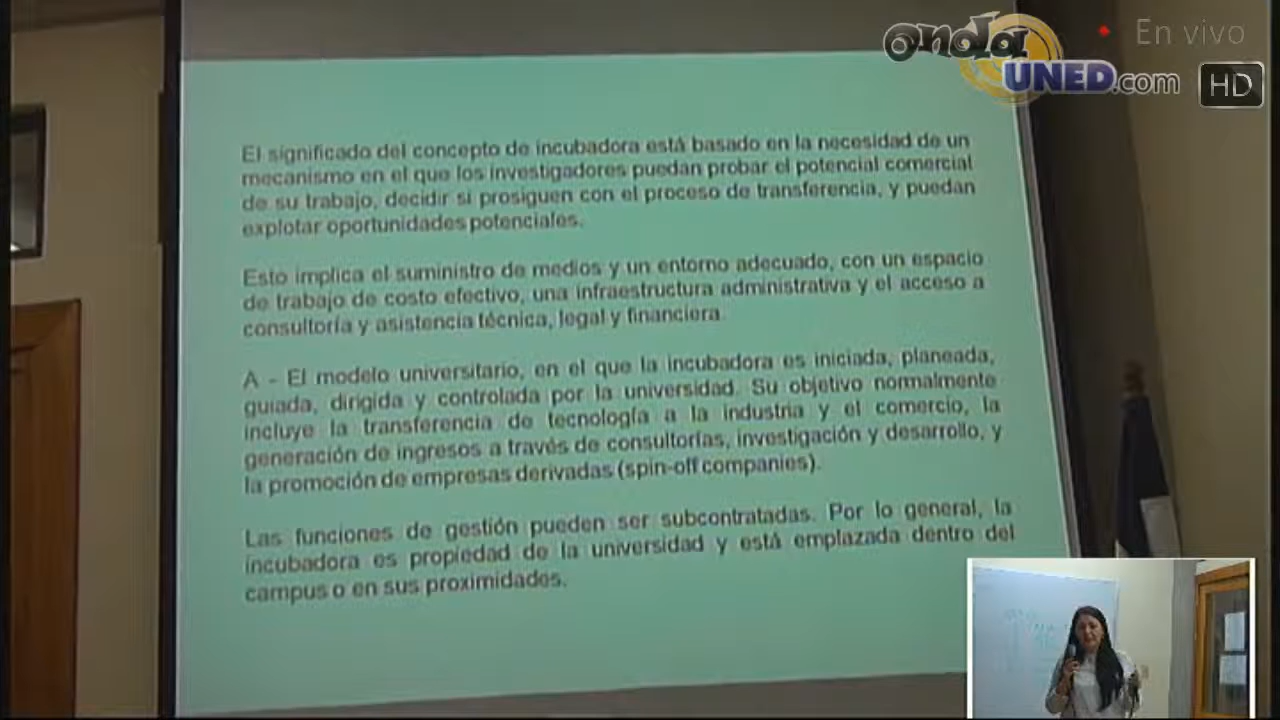 onda
UNED.com
En vivo
HD
El significado del concepto de incubadora está basado en la necesidad de un
mecanismo en el que los investigadores puedan probar el potencial comercial
de su trabajo, decidir si prosiguen con el proceso de transferencia, y puedan
explotar oportunidades potenciales.
Esto implica el suministro de medios y un entorno adecuado, con un espacio
de trabajo de costo efectivo, una infraestructura administrativa y el acceso a
consultoría y asistencia técnica, legal y financiera.
A - El modelo universitario, en el que la incubadora es iniciada, planeada,
guiada, dirigida y controlada por la universidad. Su objetivo normalmente
incluye la transferencia de tecnología a la industria y el comercio, la
generación de ingresos a través de consultorías, investigación y desarrollo, y
la promoción de empresas derivadas (spin-off companies).
Las funciones de gestión pueden ser subcontratadas. Por lo general, la
incubadora es propiedad de la universidad y está emplazada dentro del
campus o en sus proximidades.